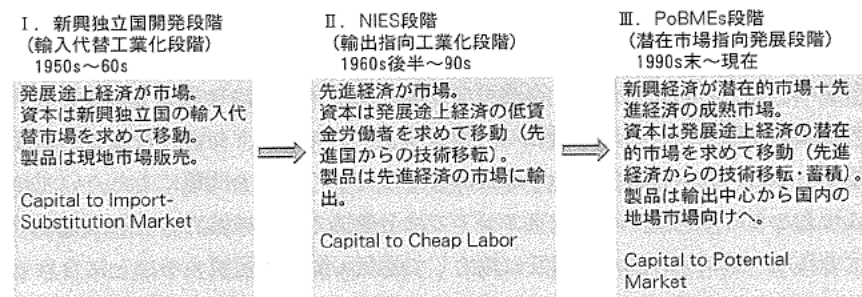 Ⅰ．新興独立国開発段階
（輸入代替工業化段階）
1950s～60s
発展途上経済が市場。
資本は新興独立国の輸入代
替市場を求めて移動。
製品は現地市場販売。
Capital to Import-
Substitution Market
Ⅱ．NIES段階
（輸出指向工業化段階）
1960s後半～90s
先進経済が市場。
資本は発展途上経済の低賃
金労働者を求めて移動（先
進国からの技術移転）。
製品は先進経済の市場に輸
出。
Capital to Cheap Labor
Ⅲ．PoBMEs段階
（潜在市場指向発展段階）
1990s末～現在
新興経済が潜在的市場＋先
進経済の成熟市場。
資本は発展途上経済の潜在
的市場を求めて移動（先進
経済からの技術移転・蓄積）。
製品は輸出中心から国内の
地場市場向けへ。
Capital to Potential
Market